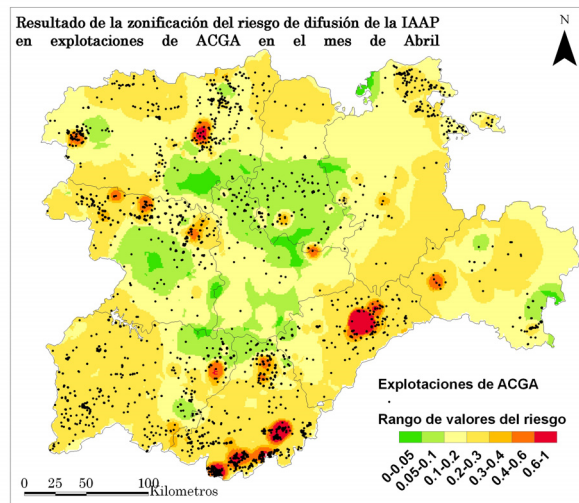 Resultado de la zonificación del riesgo de difusión de la IAAP
en explotaciones de ACGA en el mes de Abril
N
Explotaciones de ACGA
Rango de valores del riesgo
0-0.05
0.05-0.1
0.1-0.2
0.2-0.3
0.3-0.4
0.4-0.6
0.6-1
0 25 50 100
Kilometros